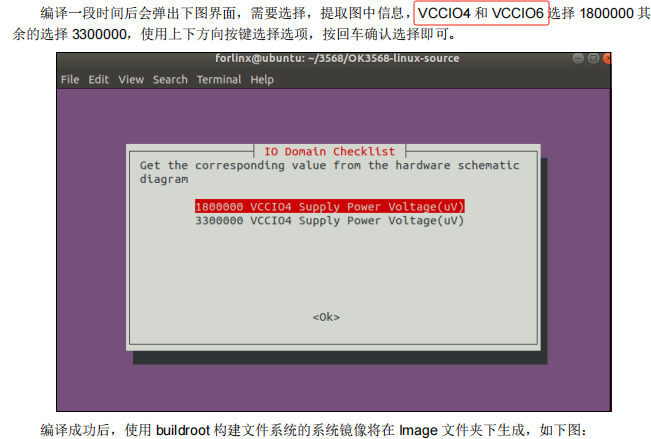 编译一段时间后会弹出下图界面，需要选择，提取图中信息，VCCIO4 和 VCCIO6 选择 1800000 其
余的选择 3300000，使用上下方向按键选择选项，按回车确认选择即可。
forlinx@ubuntu: ~/3568/OK3568-linux-source
File Edit View Search Terminal Help
IO Domain Checklist
Get the corresponding value from the hardware schematic
diagram
1800000 VCCIO4 Supply Power Voltage(uV)
3300000 VCCIO4 Supply Power Voltage(uV)
<Ok>
编译成功后，使用 buildroot 构建文件系统的系统镜像将在 Image 文件夹下生成，如下图：